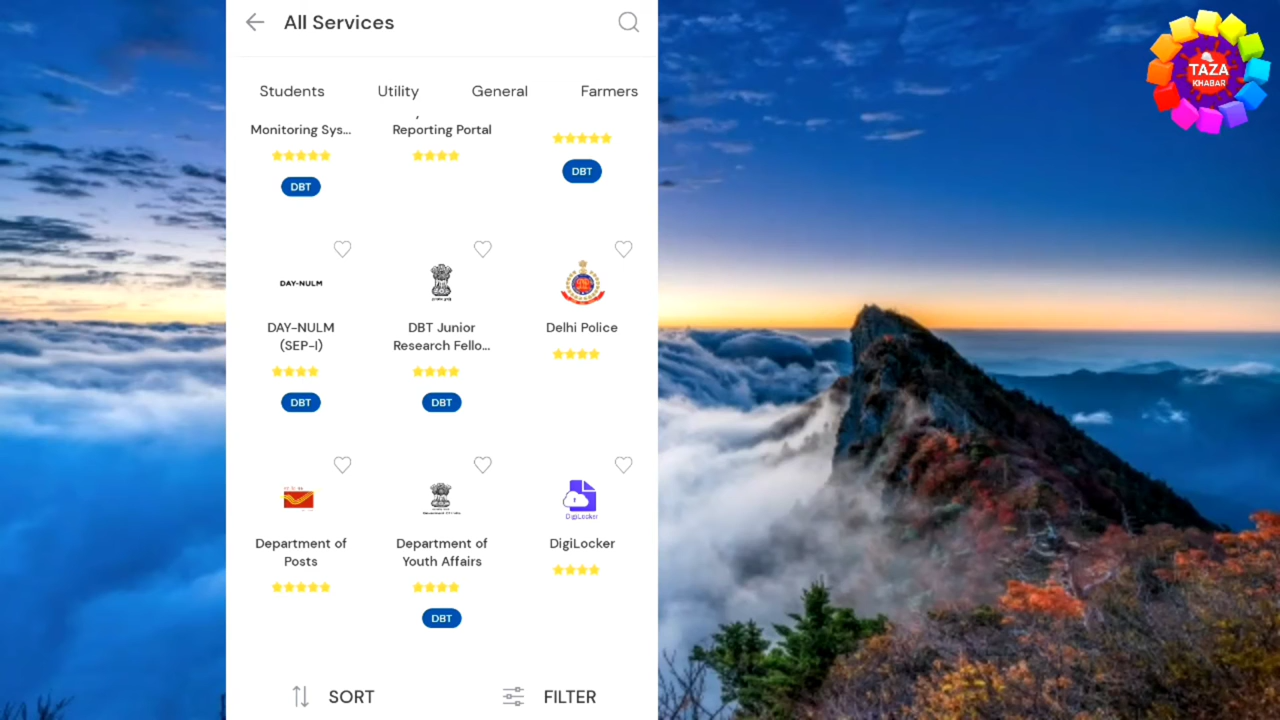 All Services
TAZA
KHABAR
Students Utility General Farmers
Monitoring Sys... Reporting Portal
DBT
DBT
DAY-NULM
DAY-NULM
(SEP-I)
DBT Junior
Research Fello...
Delhi Police
DBT
DBT
DigiLocker
Department of
Posts
Department of
Youth Affairs
DigiLocker
DBT
SORT FILTER